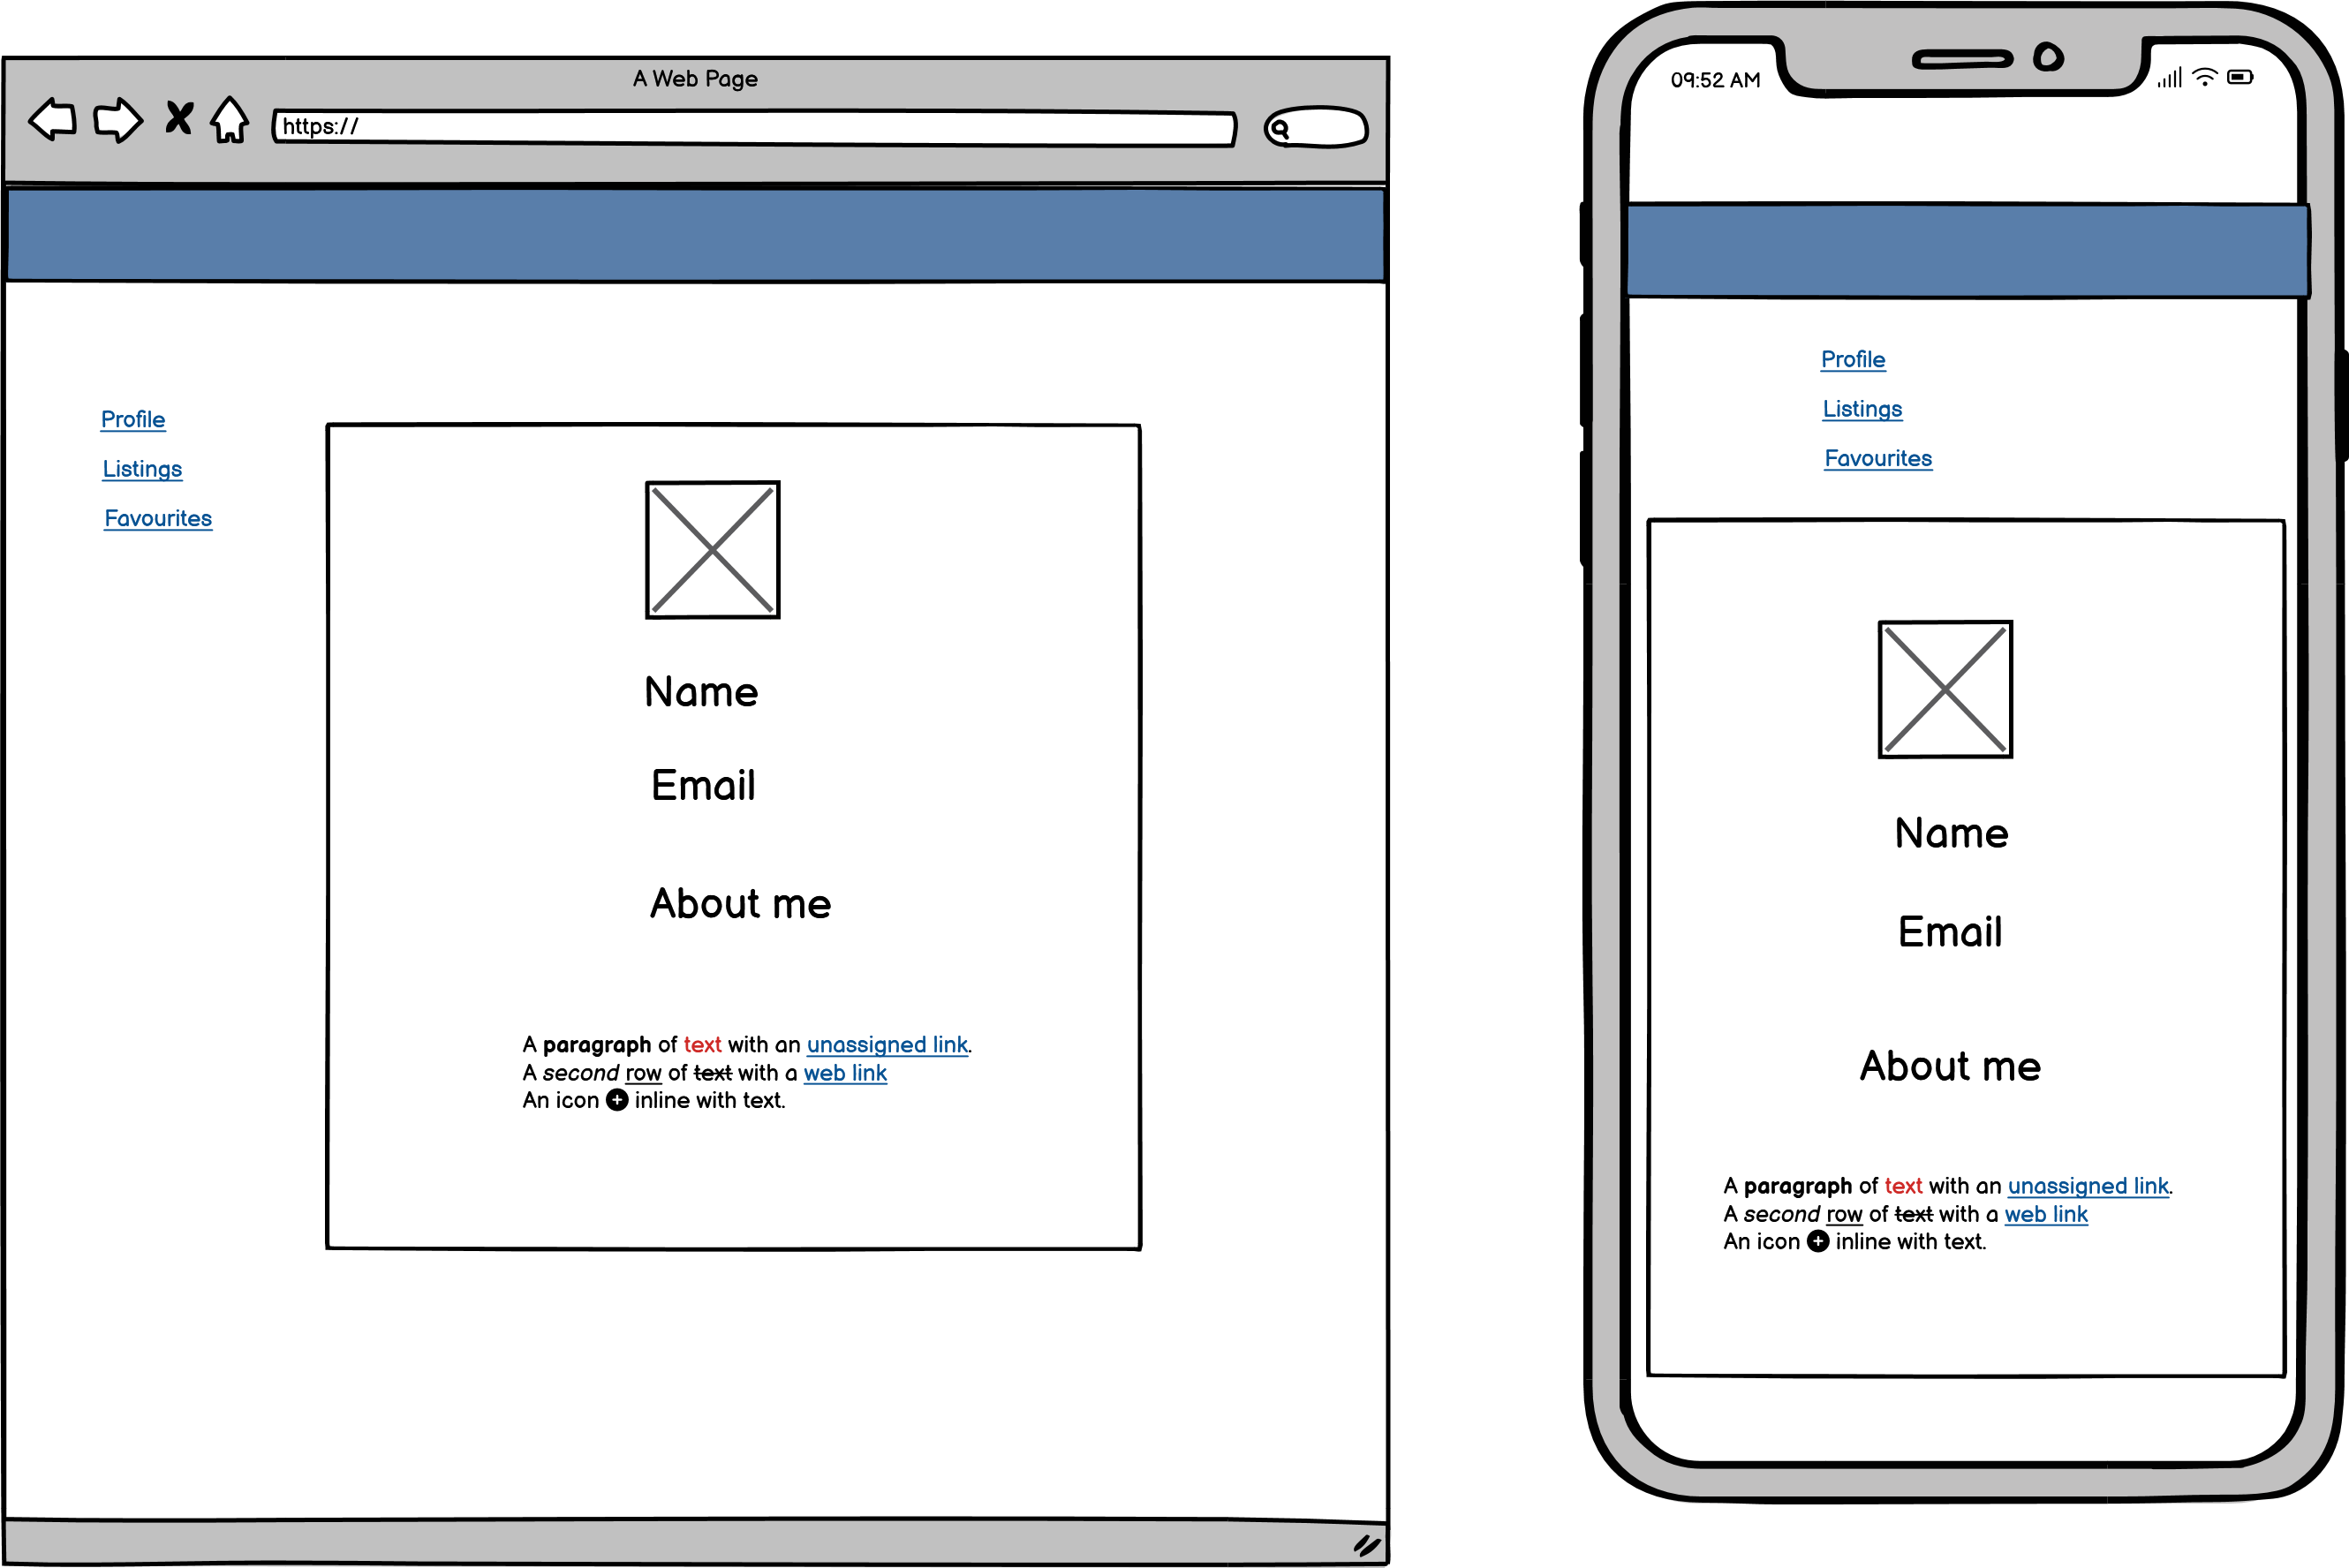 A Web Page
https://
Profile
Listings
Favourites
Name
Email
About me
A paragraph of text with an unassigned link.
A second row of text with a web link
An icon inline with text.
09:52 AM
Profile
Listings
Favourites
Name
Email
About me
A paragraph of text with an unassigned link.
A second row of text with a web link
An icon inline with text.